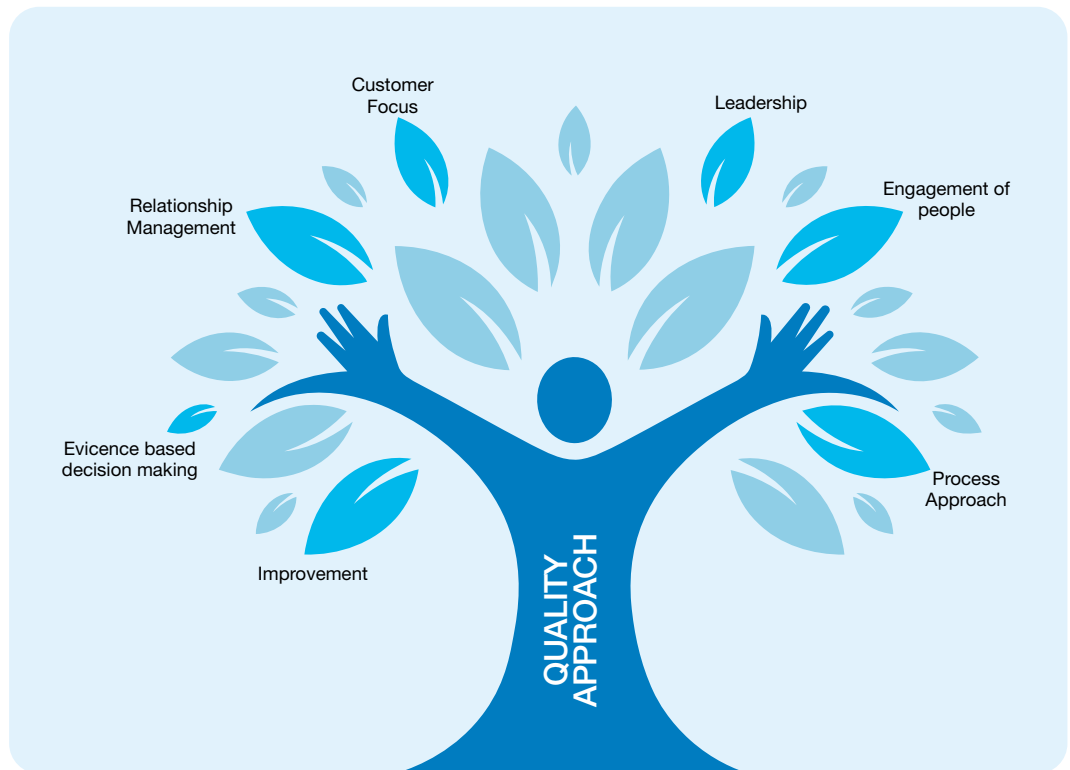 Customer
Focus
Leadership
Engagement of
people
Relationship
Management
Evicence based
decision making
Process
Approach
Improvement
QUALITY
APPROACH